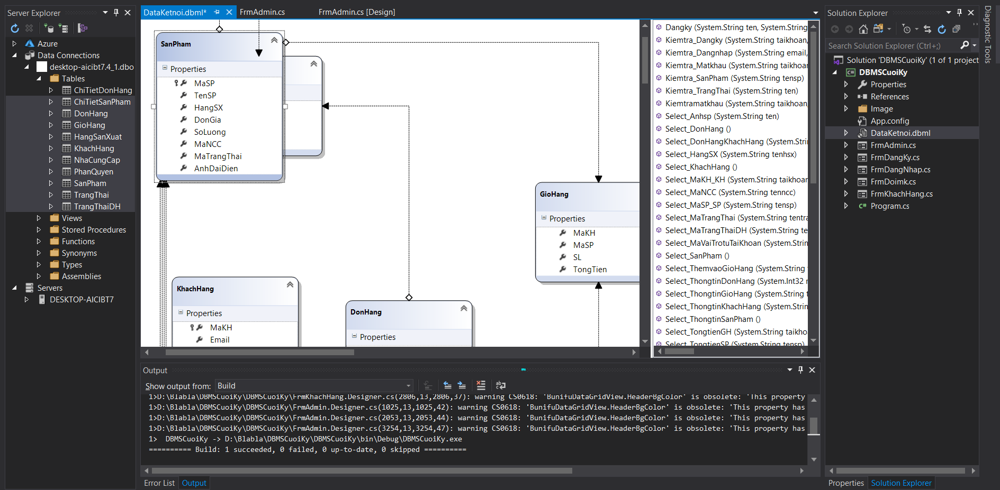 Server Explorer
Azure
Data Connections
desktop-aicibt7.4_1.dbo
Tables
ChiTietDonHang
ChiTietSanPham
DonHang
GioHang
HangSanXuat
KhachHang
NhaCungCap
PhanQuyen
SanPham
TrangThai
TrangThaiDH
Views
Stored Procedures
Functions
Synonyms
Types
Assemblies
Servers
DESKTOP-AICIBT7
DataKetnoi.dbml*
FrmAdmin.cs
FrmAdmin.cs [Design]
SanPham
Properties
MaSP
TenSP
HangSX
DonGia
SoLuong
MaNCC
MaTrangThai
AnhDaiDien
KhachHang
Properties
MaKH
Email
DonHang
Properties
GioHang
Properties
MaKH
MaSP
SL
TongTien
Dangky (System.String ten, System.String
Kiemtra_Dangky (System.String taikhoan,
Kiemtra_Dangnhap (System.String email,
Kiemtra_Matkhau (System.String taikhoan
Kiemtra_SanPham (System.String tensp)
Kiemtra_TrangThai (System.String ten)
Kiemtramatkhau (System.String taikhoan,
Select_Anhsp (System.String ten)
Select_DonHang ()
Select_DonHangKhachHang (System.Stri
Select_HangSX (System.String tenhsx)
Select_KhachHang ()
Select_MaKH_KH (System.String taikhoan
Select_MaNCC (System.String tenncc)
Select_MaSP_SP (System.String tensp)
Select_MaTrangThai (System.String tentra
Select_MaTrangThaiDH (System.String te
Select_MaVaiTrotuTaiKhoan (System.Strin
Select_SanPham ()
Select_ThemvaoGioHang (System.String t
Select_ThongtinDonHang (System.Int32 r
Select_ThongtinGioHang (System.String t
Select_ThongtinKhachHang (System.Strin
Select_ThongtinSanPham ()
Select_TongtienGH (System.String taikho
Select_TongtienSP (System.String tensp)
Output
Show output from: Build
1>D:\Blabla\DBMSCuoiKy\DBMSCuoiKy\FrmKhachHang.Designer.cs(2806,13,2806,37): warning CS0618: 'BunifuDataGridView.HeaderBgColor' is obsolete: 'This property
1>D:\Blabla\DBMSCuoiKy\DBMSCuoiKy\FrmAdmin.Designer.cs(1025,13,1025,42): warning CS0618: 'BunifuDataGridView.HeaderBgColor' is obsolete: 'This property has
1>D:\Blabla\DBMSCuoiKy\DBMSCuoiKy\FrmAdmin.Designer.cs(2053,13,2053,44): warning CS0618: 'BunifuDataGridView.HeaderBgColor' is obsolete: 'This property has
1>D:\Blabla\DBMSCuoiKy\DBMSCuoiKy\FrmAdmin.Designer.cs(3254,13,3254,47): warning CS0618: 'BunifuDataGridView.HeaderBgColor' is obsolete: 'This property has
1>  DBMSCuoiKy -> D:\Blabla\DBMSCuoiKy\DBMSCuoiKy\bin\Debug\DBMSCuoiKy.exe
========== Build: 1 succeeded, 0 failed, 0 up-to-date, 0 skipped ==========
Error List
Output
Solution Explorer
Search Solution Explorer (Ctrl+;)
Solution 'DBMSCuoiKy' (1 of 1 project
DBMSCuoiKy
Properties
References
Image
App.config
DataKetnoi.dbml
FrmAdmin.cs
FrmDangKy.cs
FrmDangNhap.cs
FrmDoimk.cs
FrmKhachHang.cs
Program.cs
Properties
Solution Explorer
Diagnostic Tools